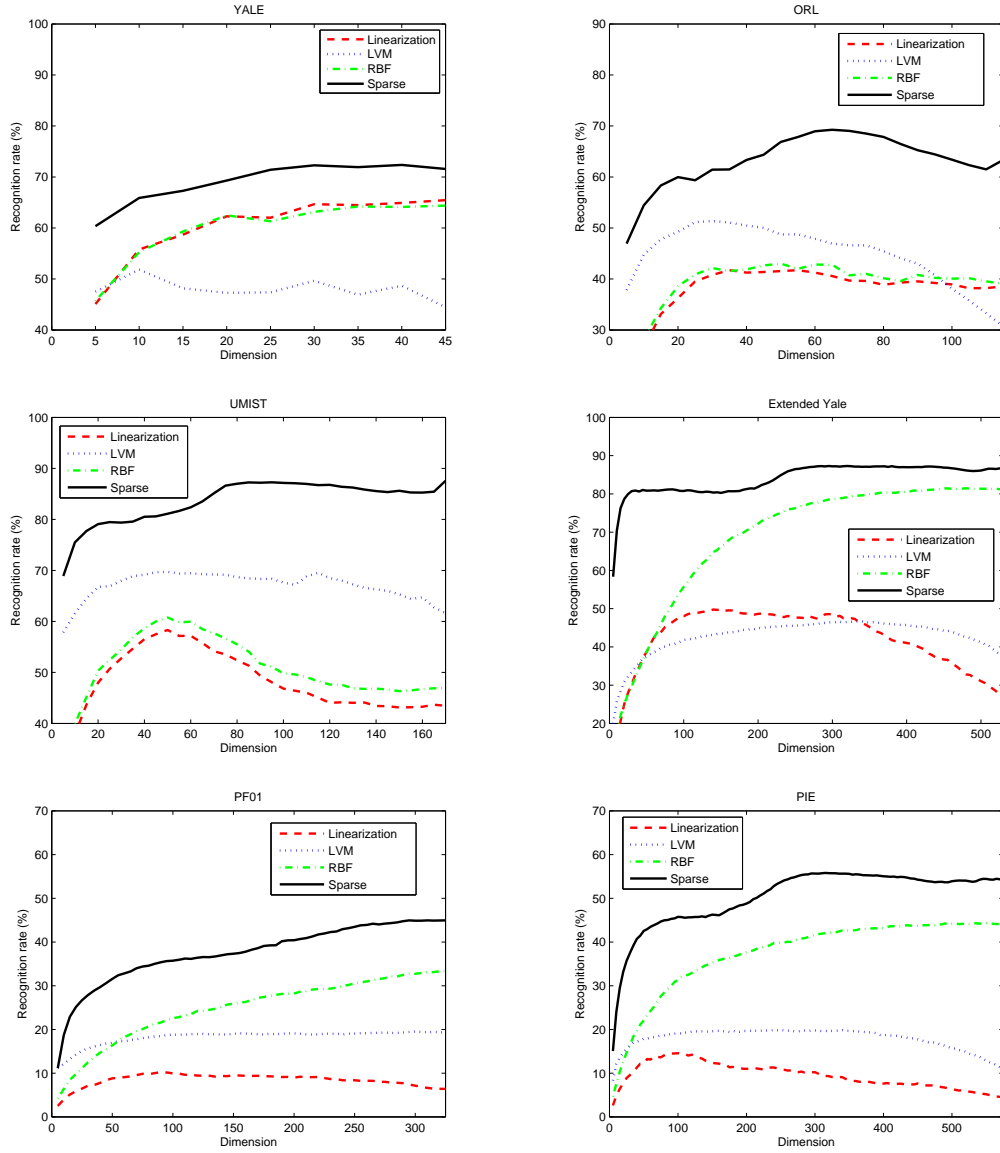 YALE
100
90
80
70
60
50
40
0 5 10 15 20 25 30 35 40 45
Recognition rate (%)
Dimension
Linearization
LVM
RBF
Sparse
ORL
90
80
70
60
50
40
30
0 20 40 60 80 100
Recognition rate (%)
Dimension
Linearization
LVM
RBF
Sparse
UMIST
100
90
80
70
60
50
40
20 40 60 80 100 120 140 160
Recognition rate (%)
Dimension
Linearization
LVM
RBF
Sparse
Extended Yale
100
90
80
70
60
50
40
30
20
0 100 200 300 400 500
Recognition rate (%)
Dimension
Linearization
LVM
RBF
Sparse
PF01
70
60
50
40
30
20
10
0
0 50 100 150 200 250 300
Recognition rate (%)
Dimension
Linearization
LVM
RBF
Sparse
PIE
70
60
50
40
30
20
10
0
0 100 200 300 400 500
Recognition rate (%)
Dimension
Linearization
LVM
RBF
Sparse